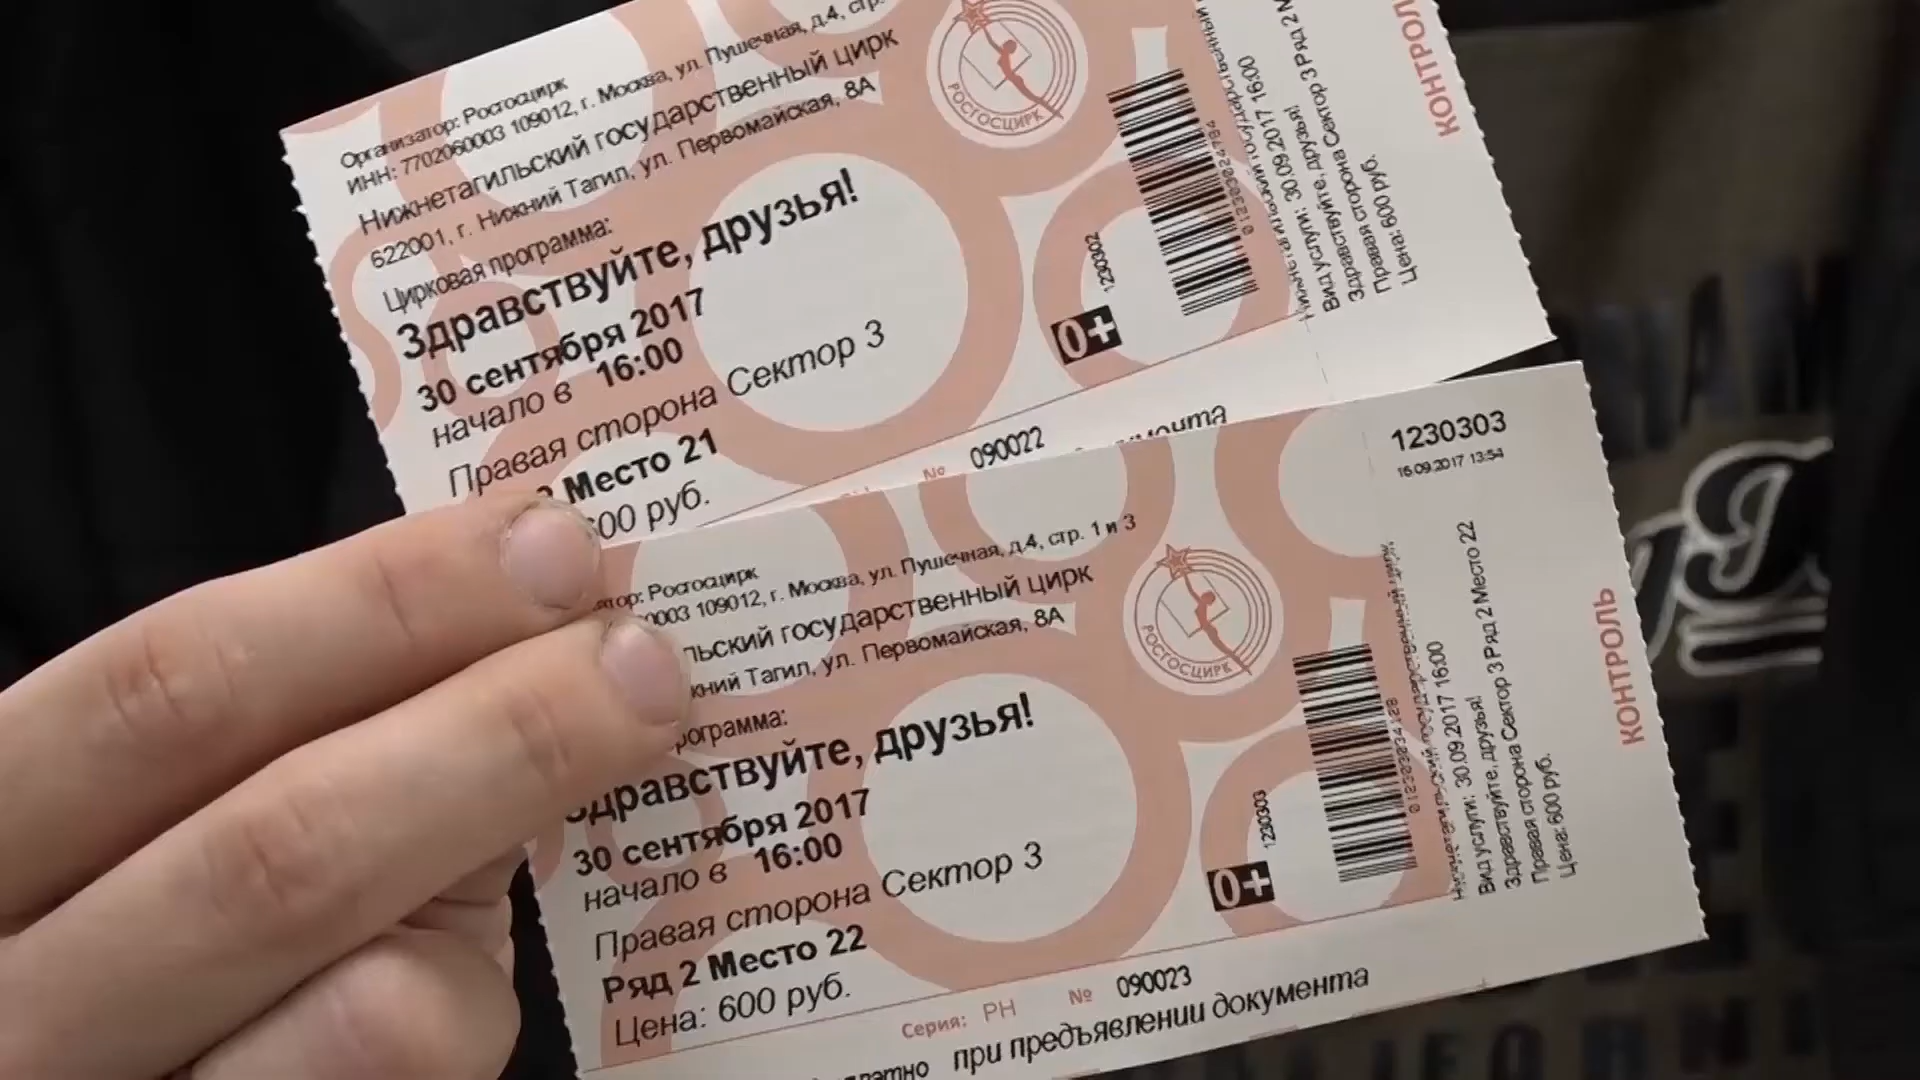 Организатор: Росгосцирк
ИНН: 7702060003 109012, г. Москва, ул. Пушечная, д.4, стр.
Нижнетагильский государственный цирк
622001, г. Нижний Тагил, ул. Первомайская, 8А
Цирковая программа:
Здравствуйте, друзья!
30 сентября 2017
начало в 16:00
Правая сторона Сектор 3
Место 21
600 руб.
№ 090022
РОСГОСЦИРК
0+
1230302
Вид услуги: 30.09.2017 16:00
Здравствуйте, друзья!
Правая сторона Сектор 3 Ряд 2 М
Цена: 600 руб.
КОНТРОЛ
Росгосцирк
0003 109012, г. Москва, ул. Пушечная, д.4, стр. 1 и 3
льский государственный цирк
жний Тагил, ул. Первомайская, 8А
рограмма:
Здравствуйте, друзья!
30 сентября 2017
начало в 16:00
Правая сторона Сектор 3
Ряд 2 Место 22
Цена: 600 руб.
Серия: РН № 090023
при предъявлении документа
РОСГОСЦИРК
0+
1230303
012303034128
1230303
16.09.2017 13:54
Вид услуги: 30.09.2017 16:00
Здравствуйте, друзья!
Правая сторона Сектор 3 Ряд 2 Место 22
Цена: 600 руб.
КОНТРОЛЬ